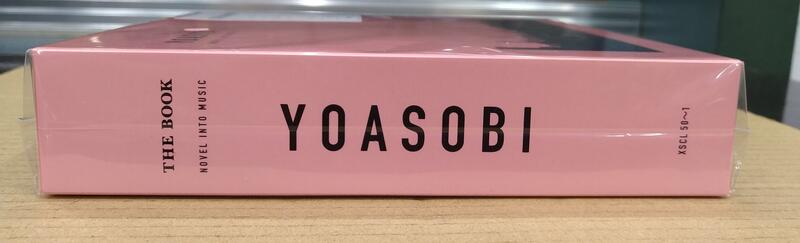 THE BOOK
NOVEL INTO MUSIC
YOASOBI
XSCL 50～1